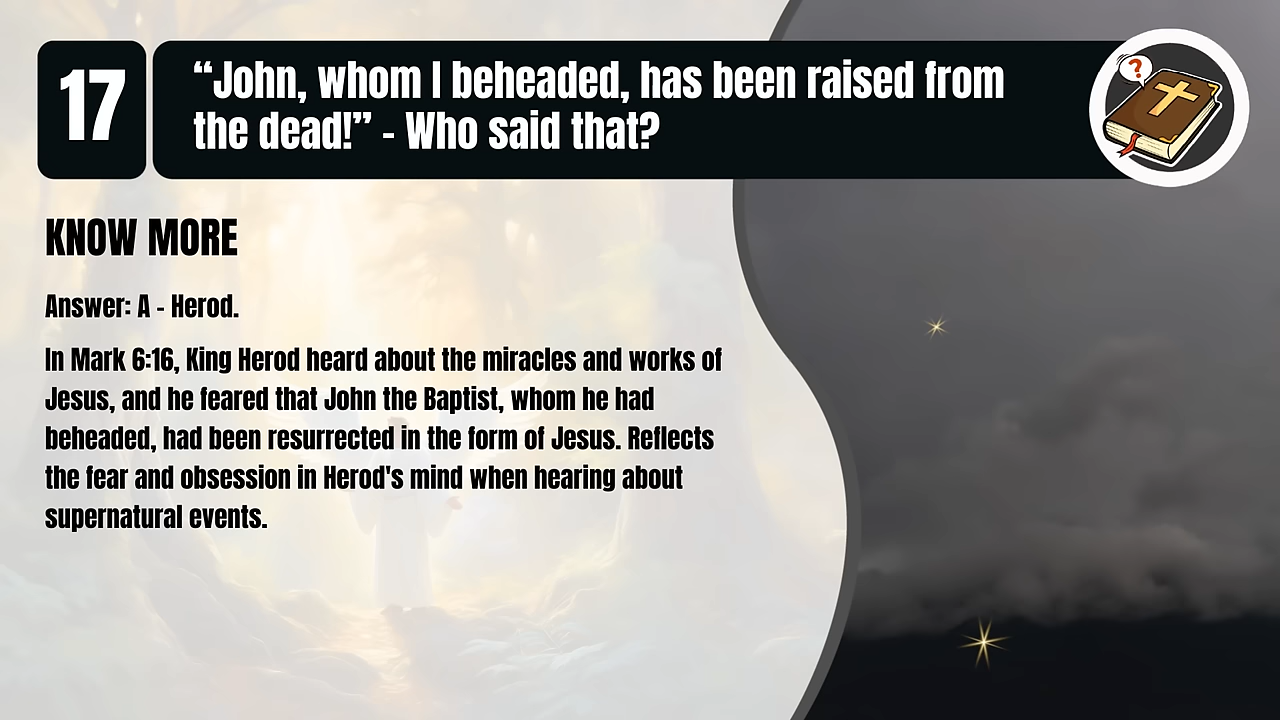 17
“John, whom I beheaded, has been raised from
the dead!” - Who said that?
?
KNOW MORE
Answer: A - Herod.
In Mark 6:16, King Herod heard about the miracles and works of
Jesus, and he feared that John the Baptist, whom he had
beheaded, had been resurrected in the form of Jesus. Reflects
the fear and obsession in Herod's mind when hearing about
supernatural events.